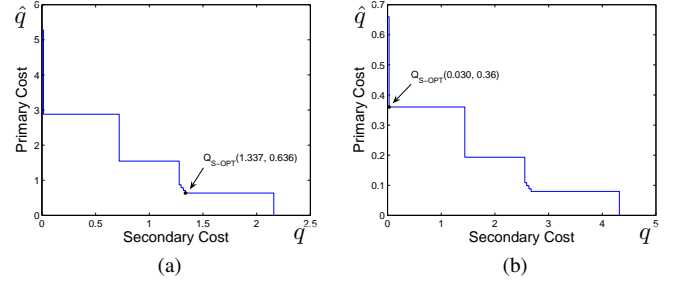 q̂
6
5
4
3
2
1
0
Primary Cost
Q_S-OPT(1.337, 0.636)
0 0.5 1 1.5 2 2.5
Secondary Cost q
(a)
q̂
0.7
0.6
0.5
0.4
0.3
0.2
0.1
0
Primary Cost
Q_S-OPT(0.030, 0.36)
0 1 2 3 4 5
Secondary Cost q
(b)